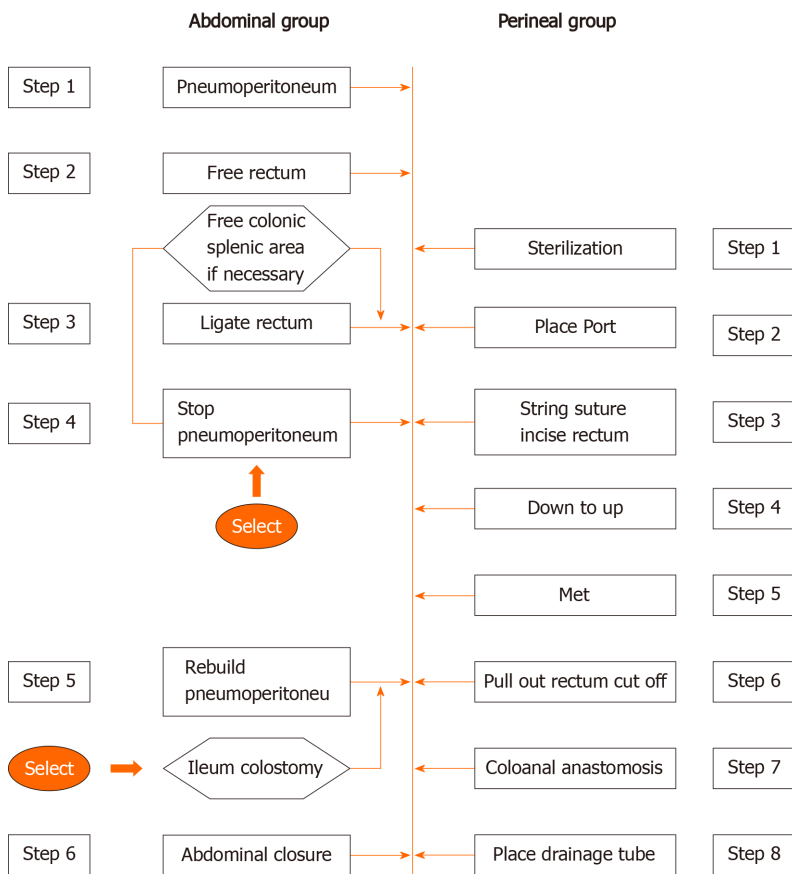 Abdominal group
Perineal group
Step 1
Pneumoperitoneum
Step 2
Free rectum
Free colonic
splenic area
if necessary
Sterilization
Step 1
Step 3
Ligate rectum
Place Port
Step 2
Step 4
Stop
pneumoperitoneum
String suture
incise rectum
Step 3
Select
Down to up
Step 4
Met
Step 5
Step 5
Rebuild
pneumoperitoneu
Pull out rectum cut off
Step 6
Select
Ileum colostomy
Coloanal anastomosis
Step 7
Step 6
Abdominal closure
Place drainage tube
Step 8